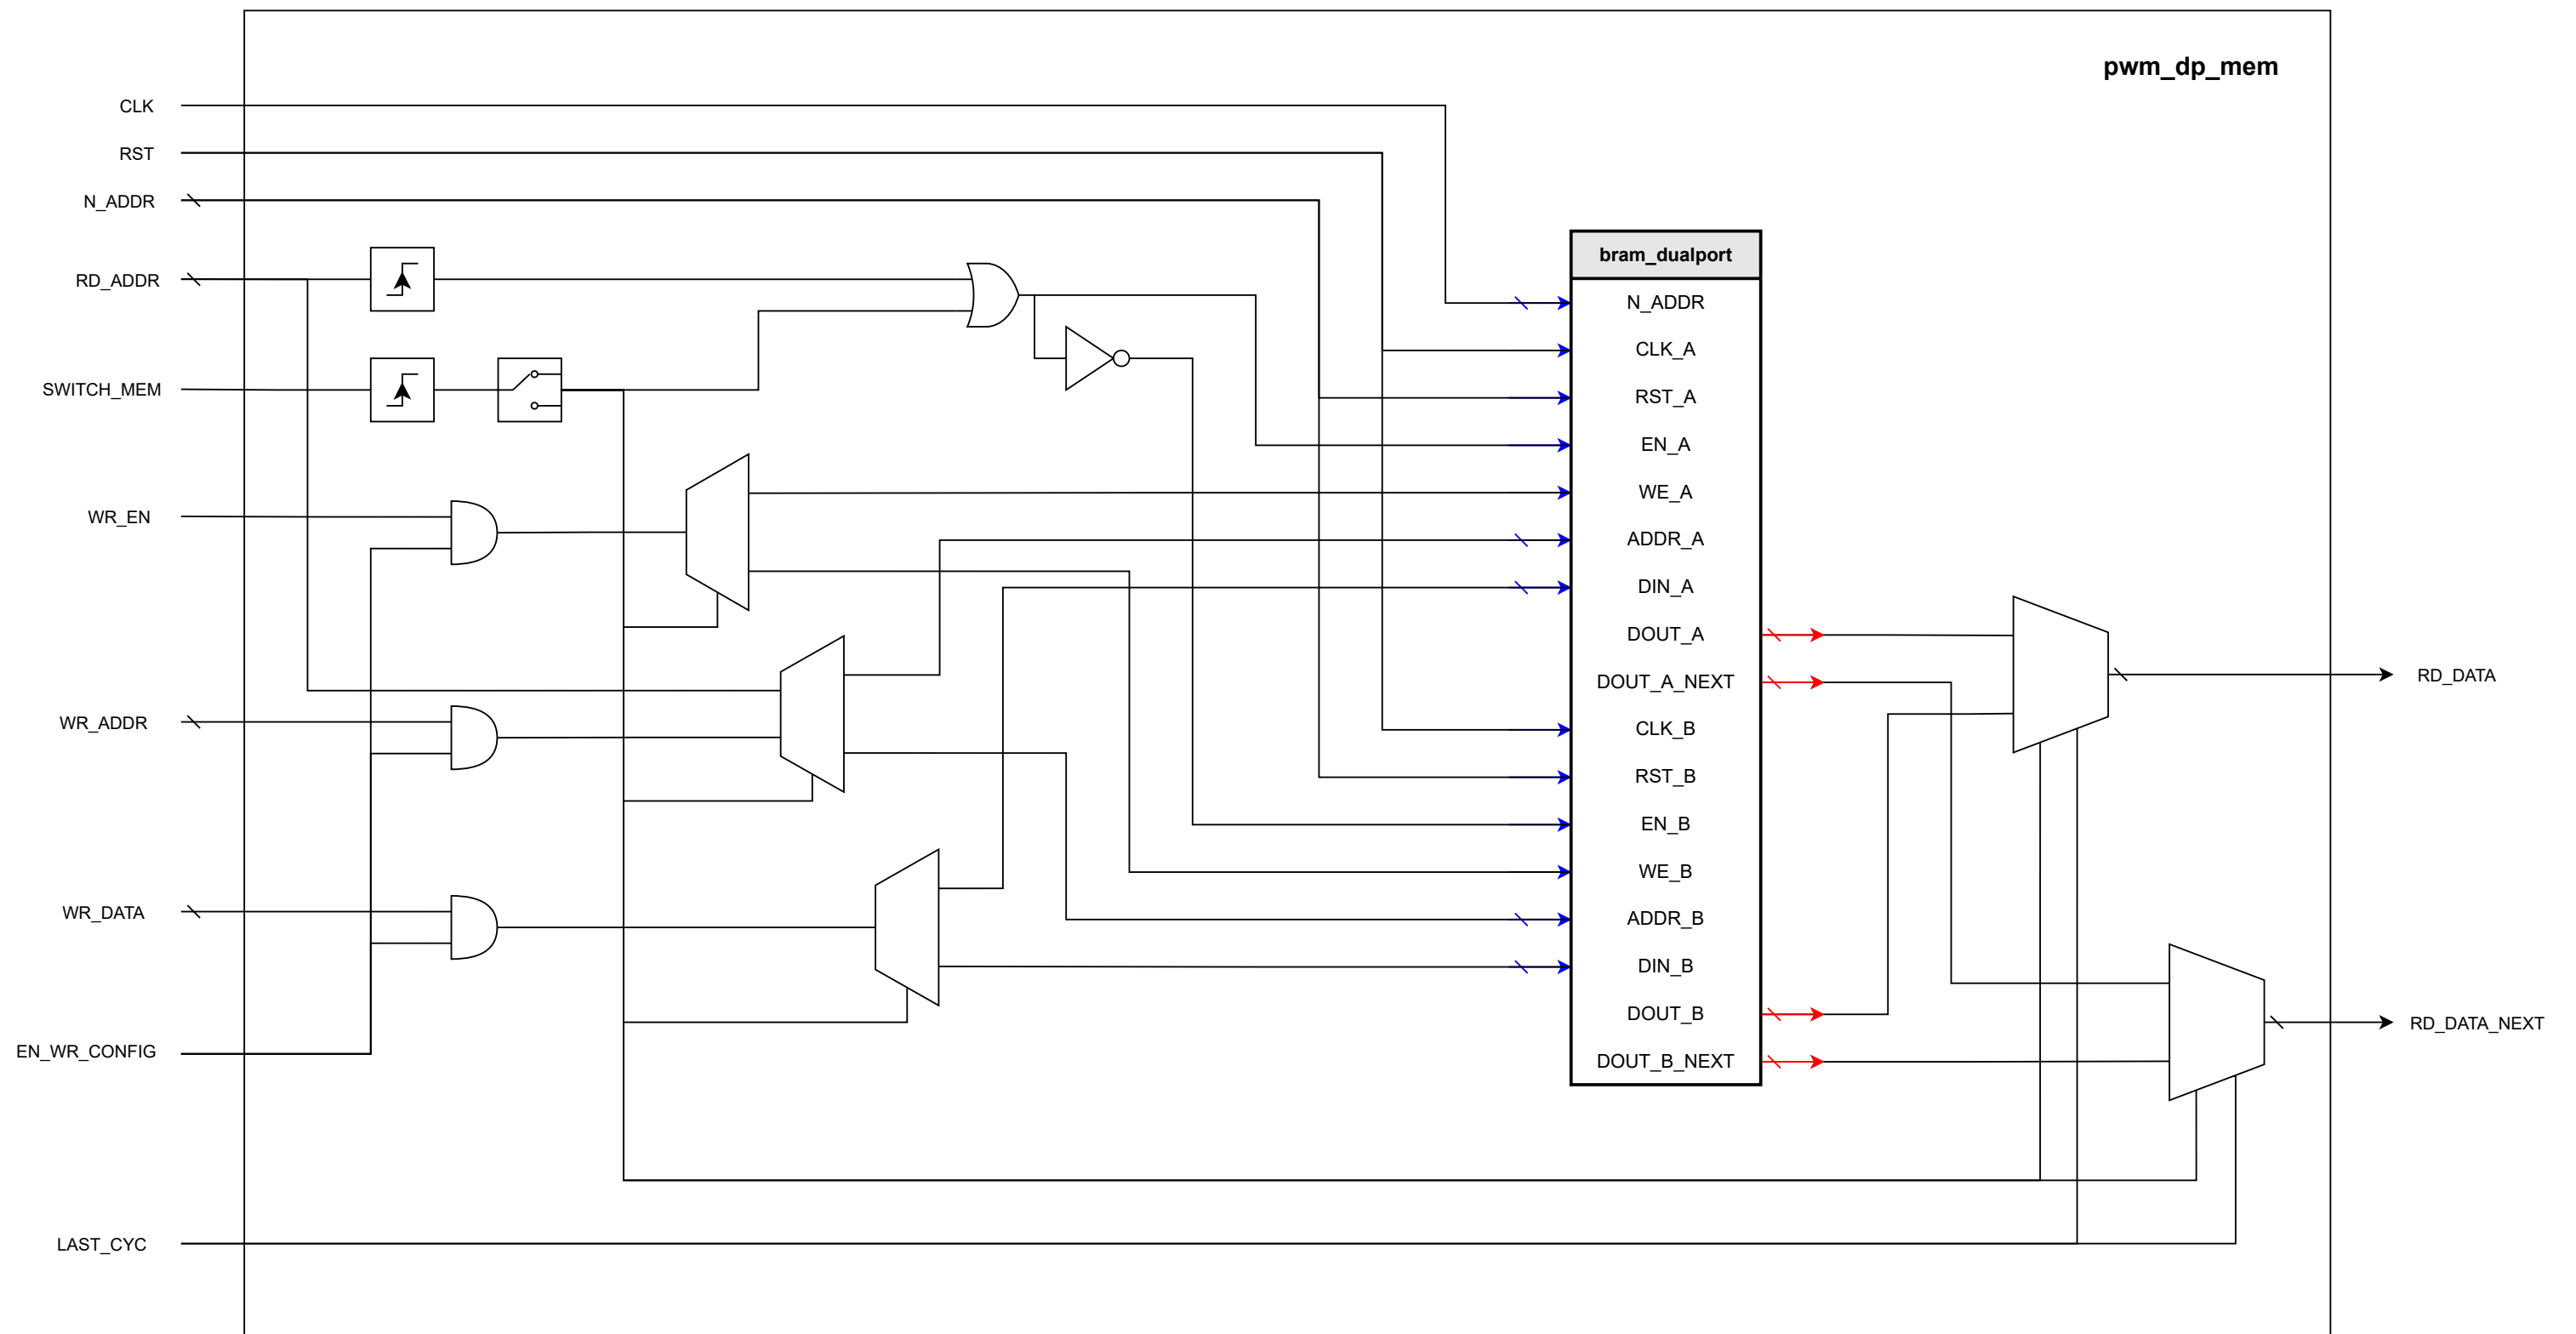 pwm_dp_mem
CLK
RST
N_ADDR
RD_ADDR
SWITCH_MEM
WR_EN
WR_ADDR
WR_DATA
EN_WR_CONFIG
LAST_CYC
bram_dualport
N_ADDR
CLK_A
RST_A
EN_A
WE_A
ADDR_A
DIN_A
DOUT_A
DOUT_A_NEXT
CLK_B
RST_B
EN_B
WE_B
ADDR_B
DIN_B
DOUT_B
DOUT_B_NEXT
RD_DATA
RD_DATA_NEXT